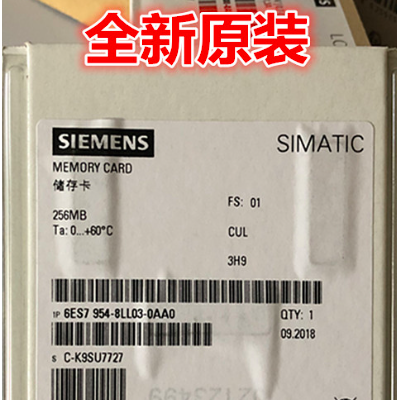 全新原装
SIEMENS
SIMATIC
MEMORY CARD
储存卡
256MB
FS: 01
Ta: 0...+60°C
CUL
3H9
1P 6ES7 954-8LL03-0AA0
QTY: 1
09.2018
S C-K9SU7727